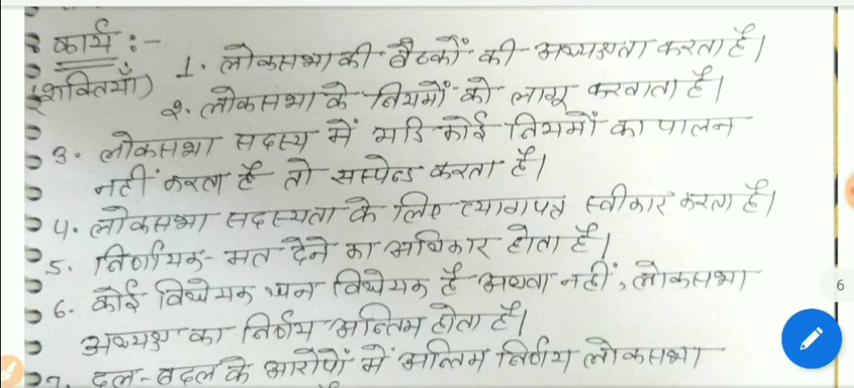 कार्य :-
(शक्तियाँ) 1. लोकसभा की बैठकों की अध्यक्षता करता है।
2. लोकसभा के नियमों को लागू करवाता है।
3. लोकसभा सदस्य में यदि कोई नियमों का पालन
नहीं करता है तो सस्पेन्ड करता है।
4. लोकसभा सदस्यता के लिए त्यागपत्र स्वीकार करता है।
5. निर्णायक-मत देने का अधिकार होता है।
6. कोई विधेयक धन विधेयक है अथवा नहीं, लोकसभा
अध्यक्ष का निर्णय अन्तिम होता है।
7. दल-बदल के आरोपों में अन्तिम निर्णय लोकसभा
6